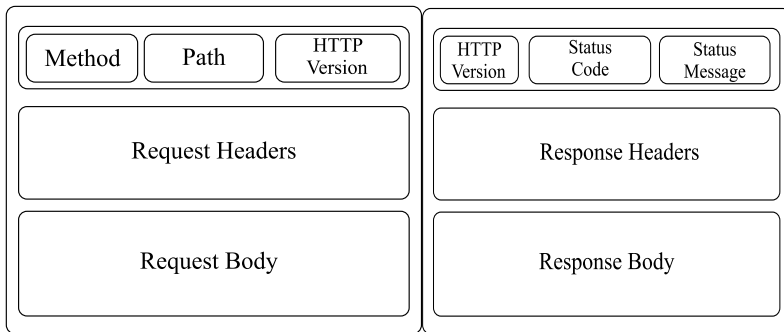 Method
Path
HTTP
Version
Request Headers
Request Body
HTTP
Version
Status
Code
Status
Message
Response Headers
Response Body